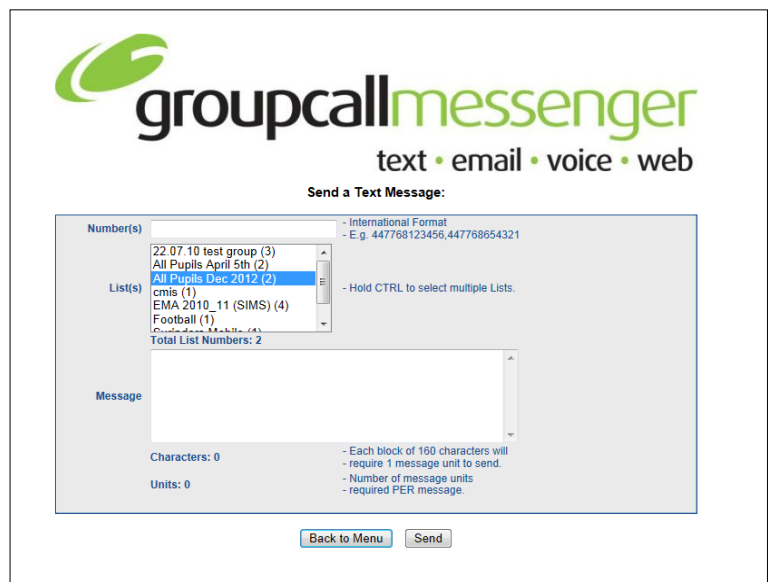 groupcallmessenger
text • email • voice • web
Send a Text Message:
Number(s)
- International Format
- E.g. 447768123456,447768654321
List(s)
22.07.10 test group (3)
All Pupils April 5th (2)
All Pupils Dec 2012 (2)
cmis (1)
EMA 2010_11 (SIMS) (4)
Football (1)
- Hold CTRL to select multiple Lists.
Total List Numbers: 2
Message
Characters: 0
- Each block of 160 characters will
- require 1 message unit to send.
Units: 0
- Number of message units
- required PER message.
Back to Menu
Send